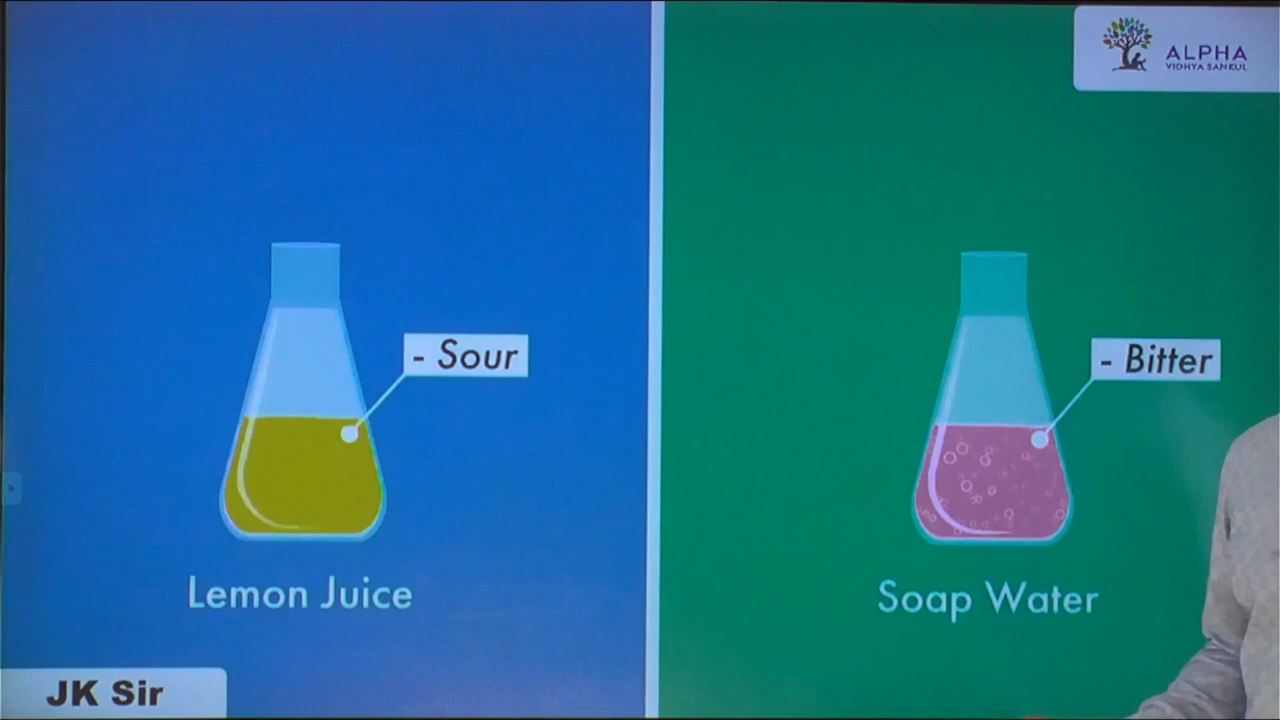 ALPHA
VIDHYA SANKUL
- Sour
- Bitter
Lemon Juice
Soap Water
JK Sir